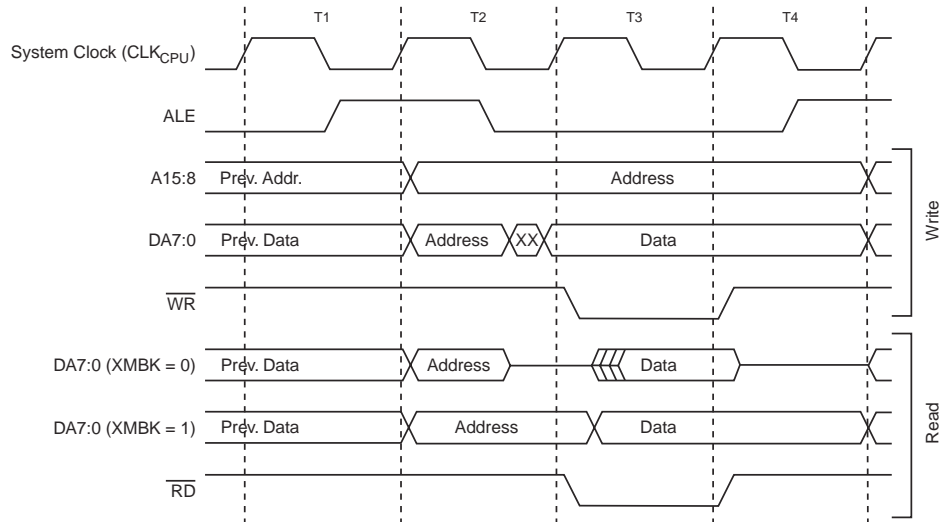 T1 T2 T3 T4
System Clock (CLKCPU)
ALE
A15:8 Prev. Addr. Address
DA7:0 Prev. Data Address XX Data
WR
Write
DA7:0 (XMBK = 0) Prev. Data Address Data
DA7:0 (XMBK = 1) Prev. Data Address Data
RD
Read